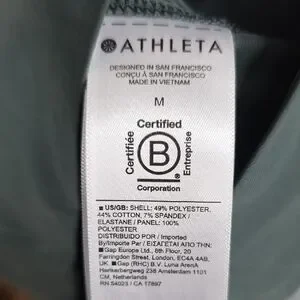 ATHLETA
DESIGNED IN SAN FRANCISCO
CONÇU À SAN FRANCISCO
MADE IN VIETNAM
M
Certified
Certifiée
B
Entreprise
Corporation
■ US/GB: SHELL: 49% POLYESTER,
44% COTTON, 7% SPANDEX /
ELASTANE / PANEL: 100%
POLYESTER
DISTRIBUIDO POR / Imported
By/Importe Par / ΕΙΣΑΓΕΤΑΙ ΑΠΟ ΤΗΝ:
■ GB: Gap Europe Ltd, 6th Floor, 20
Farringdon Street, London, EC4A 4AB,
UK. ■ Gap (RHC) B.V. Luna ArenA
Herikerbergweg 238 Amsterdam 1101
CM, Netherlands
RN 54023 / CA 17897